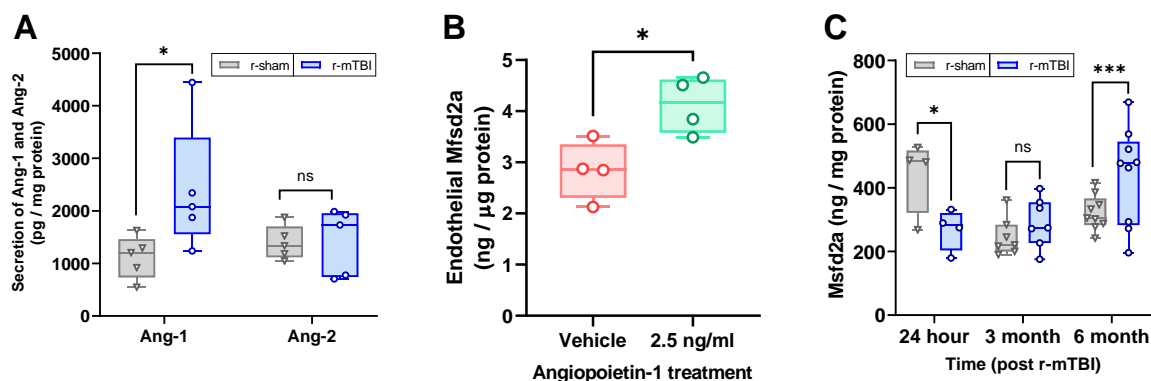 A
Secretion of Ang-1 and Ang-2
(pg / mg protein)
5000
4000
3000
2000
1000
0
r-sham
r-mTBI
*
ns
Ang-1
Ang-2
B
Endothelial Mfsd2a
(ng / µg protein)
6
5
4
3
2
1
0
*
Vehicle
2.5 ng/ml
Angiopoietin-1 treatment
C
Msfd2a (ng / mg protein)
800
600
400
200
0
r-sham
r-mTBI
*
ns
***
24 hour
3 month
6 month
Time (post r-mTBI)